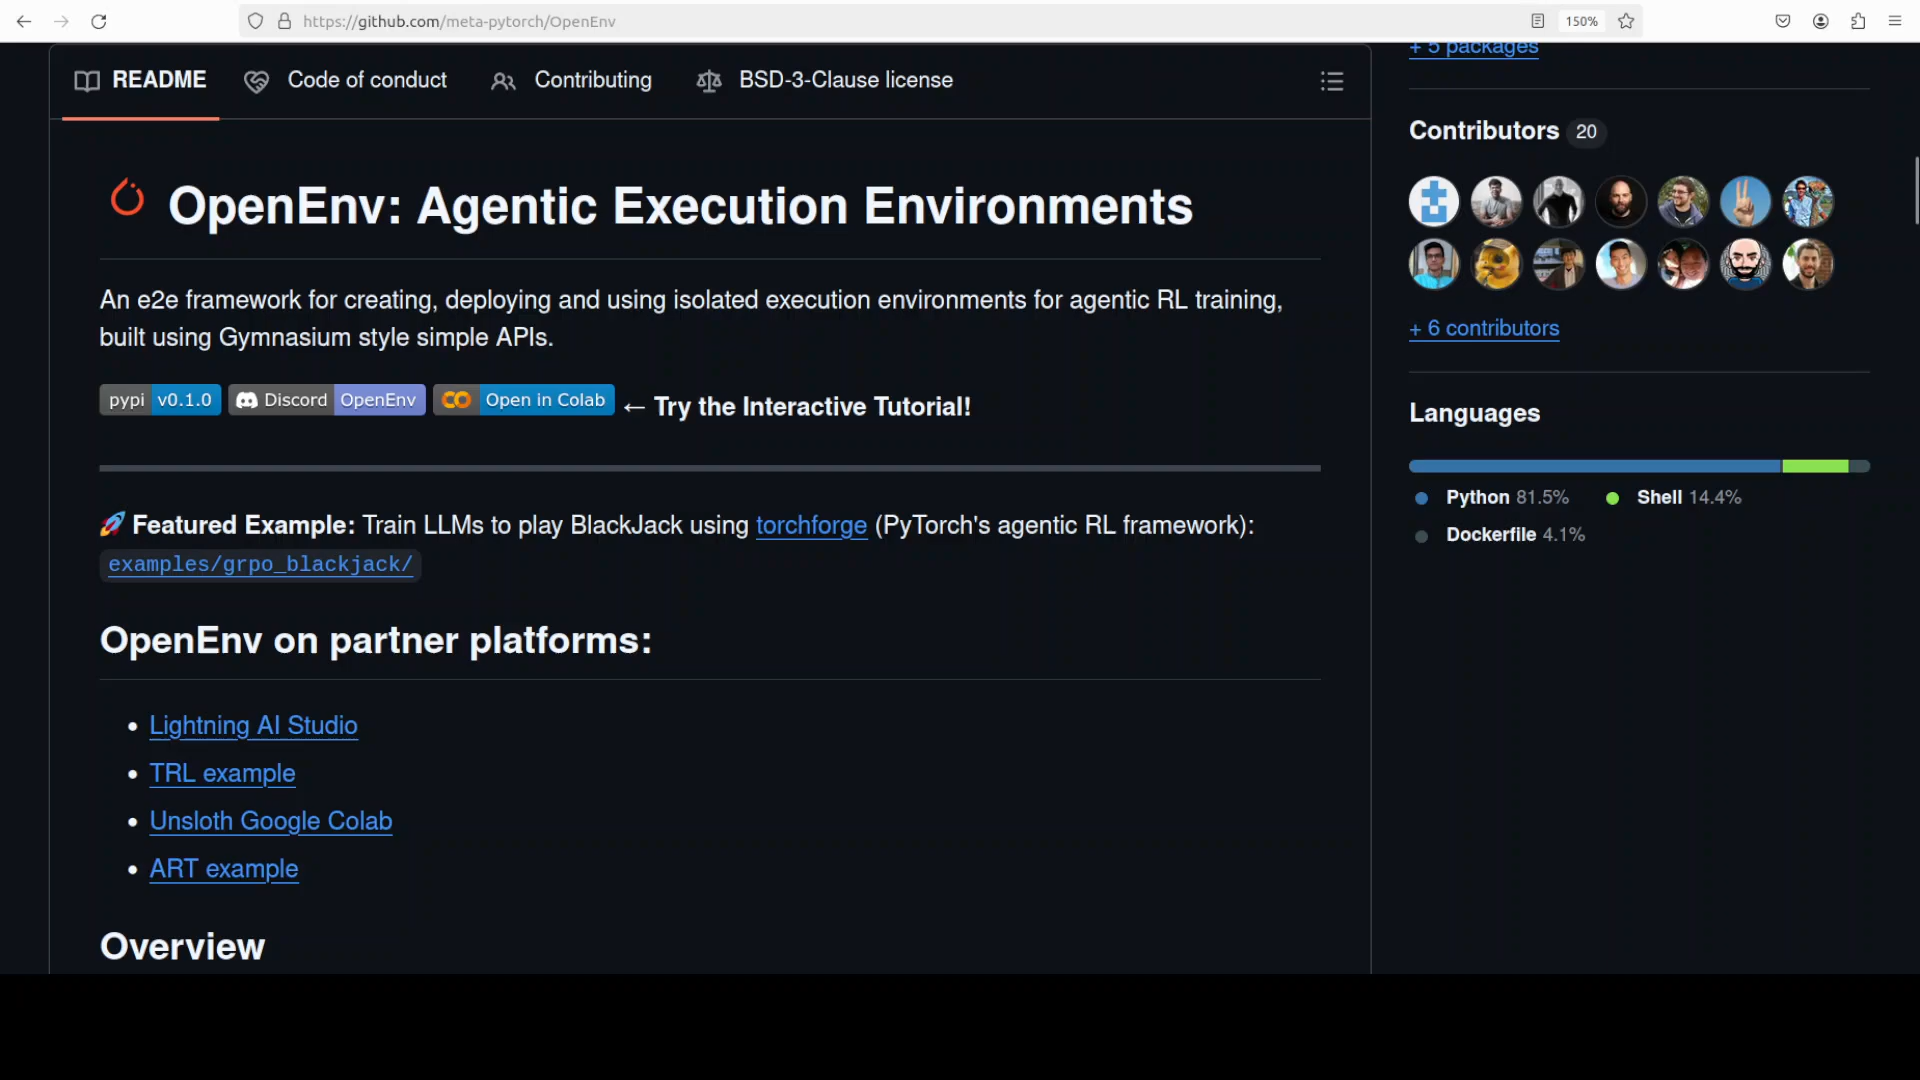 https://github.com/meta-pytorch/OpenEnv
150%
README
Code of conduct
Contributing
BSD-3-Clause license
OpenEnv: Agentic Execution Environments
An e2e framework for creating, deploying and using isolated execution environments for agentic RL training,
built using Gymnasium style simple APIs.
pypi v0.1.0 Discord OpenEnv Open in Colab ← Try the Interactive Tutorial!
🚀 Featured Example: Train LLMs to play BlackJack using torchforge (PyTorch's agentic RL framework):
examples/grpo_blackjack/
OpenEnv on partner platforms:
• Lightning AI Studio
• TRL example
• Unsloth Google Colab
• ART example
Overview
+ 5 packages
Contributors 20
+ 6 contributors
Languages
Python 81.5% Shell 14.4%
Dockerfile 4.1%